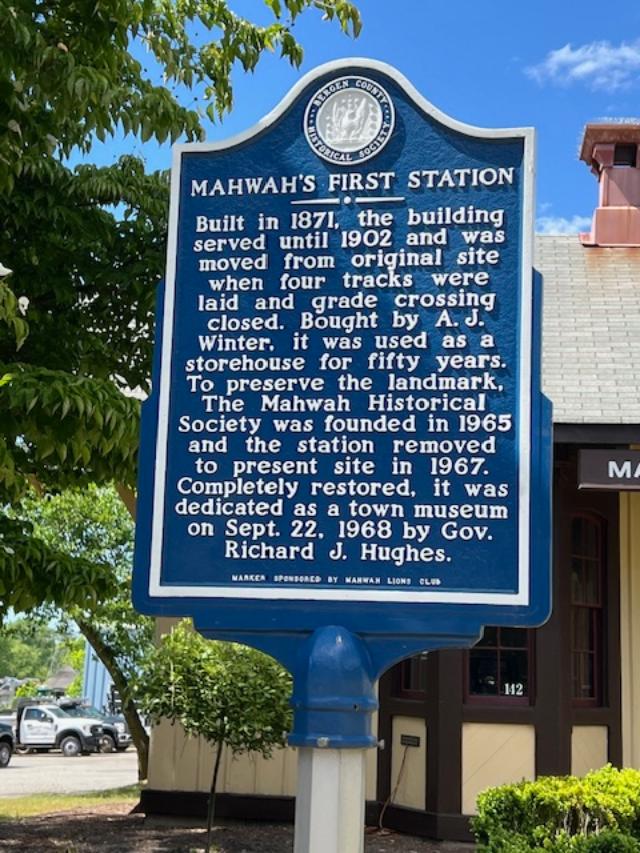 BERGEN COUNTY
HISTORICAL SOCIETY
MAHWAH'S FIRST STATION
Built in 1871, the building
served until 1902 and was
moved from original site
when four tracks were
laid and grade crossing
closed. Bought by A. J.
Winter, it was used as a
storehouse for fifty years.
To preserve the landmark,
The Mahwah Historical
Society was founded in 1965
and the station removed
to present site in 1967.
Completely restored, it was
dedicated as a town museum
on Sept. 22, 1968 by Gov.
Richard J. Hughes.
MARKER SPONSORED BY MAHWAH LIONS CLUB
MA
142